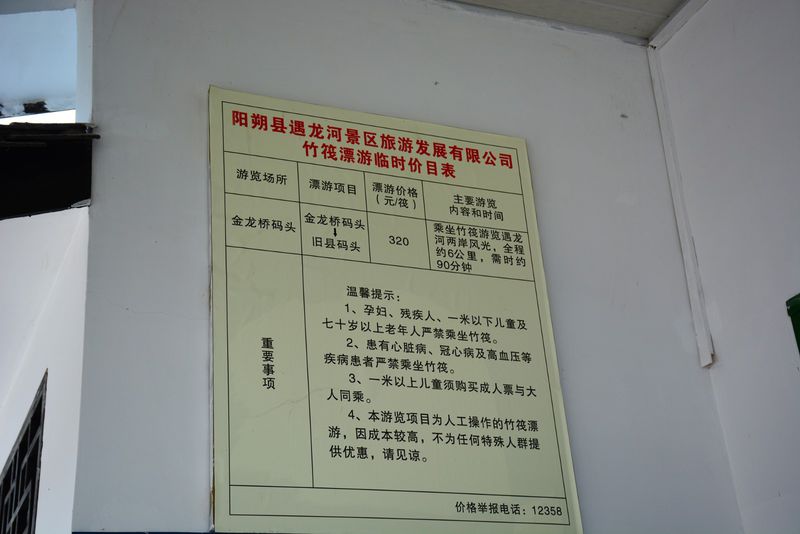 阳朔县遇龙河景区旅游发展有限公司
竹筏漂游临时价目表
游览场所
漂游项目
漂游价格
（元/筏）
主要游览
内容和时间
金龙桥码头
金龙桥码头
↓
旧县码头
320
乘坐竹筏游览遇龙
河两岸风光，全程
约6公里，需时约
90分钟
重要事项
温馨提示：
1、孕妇、残疾人、一米以下儿童及
七十岁以上老年人严禁乘坐竹筏。
2、患有心脏病、冠心病及高血压等
疾病患者严禁乘坐竹筏。
3、一米以上儿童须购买成人票与大
人同乘。
4、本游览项目为人工操作的竹筏漂
游，因成本较高，不为任何特殊人群提
供优惠，请见谅。
价格举报电话：12358